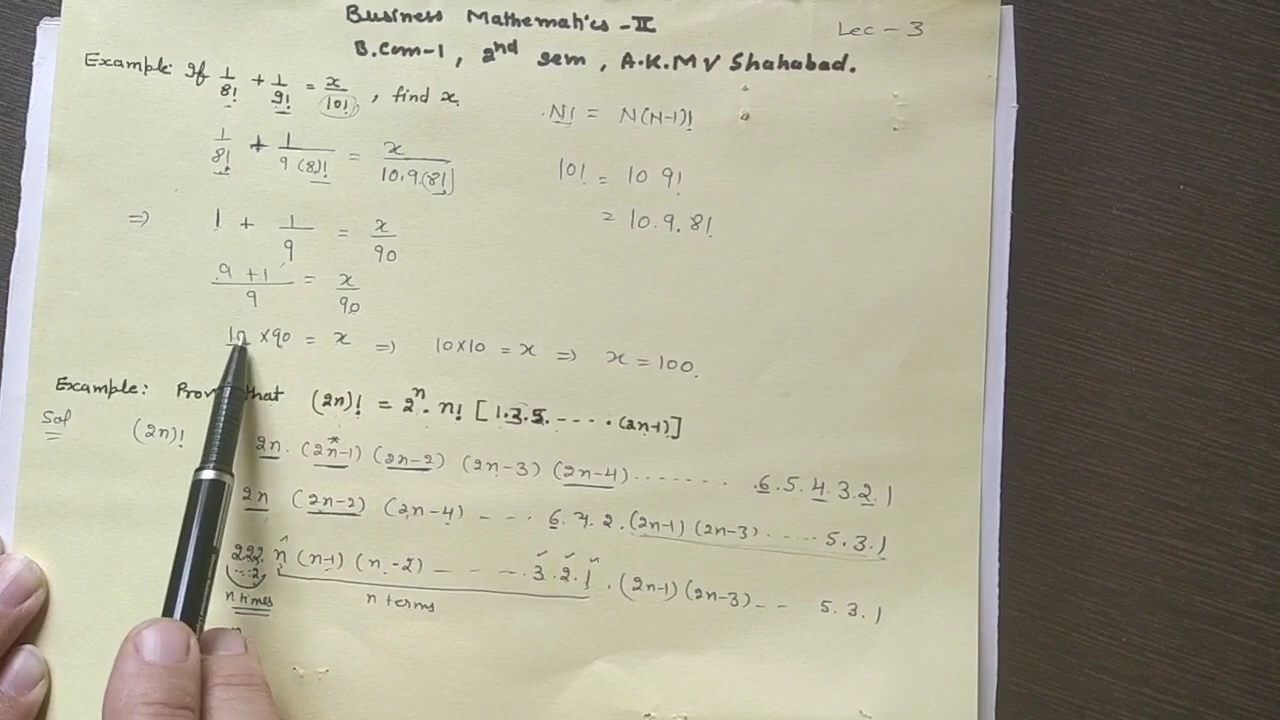 Business Mathematics - II
Lec - 3
B.Com-1, 2nd sem, A.K.M V Shahabad.
Example: If 1/8! + 1/9! = x/10!, find x.
N! = N(N-1)!
1/8! + 1/9(8)! = x/10.9(8!)
10! = 10 9!
= 10.9.8!
⇒ 1 + 1/9 = x/90
9+1/9 = x/90
10 × 90 = x ⇒ 10×10 = x ⇒ x = 100.
Example: that (2n)! = 2^n. n! [1.3.5. ---- . (2n-1)]
Sol (2n)!
2n. (2n-1)* (2n-2) (2n-3) (2n-4) ....... .6.5.4.3.2.1
2n (2n-2) (2n-4) - - ... 6.4.2.(2n-1) (2n-3) . .... 5.3.1
222. ...2 n (n-1) (n-2) - - - ... 3.2.1 . (2n-1)(2n-3) - - 5.3.1
n times n terms